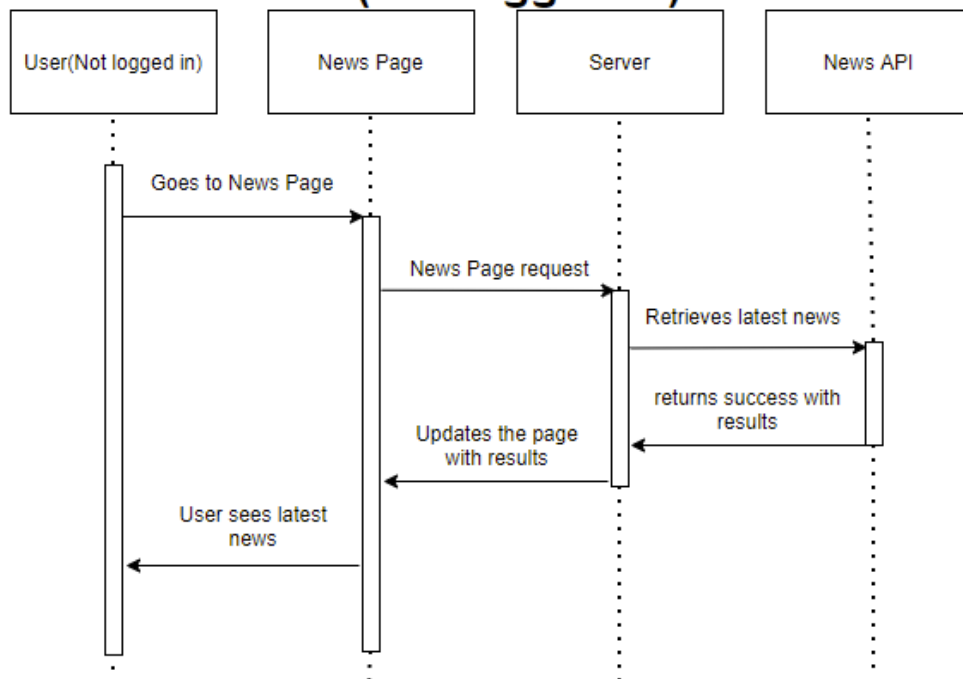 User(Not logged in)
News Page
Server
News API
Goes to News Page
News Page request
Retrieves latest news
returns success with
results
Updates the page
with results
User sees latest
news